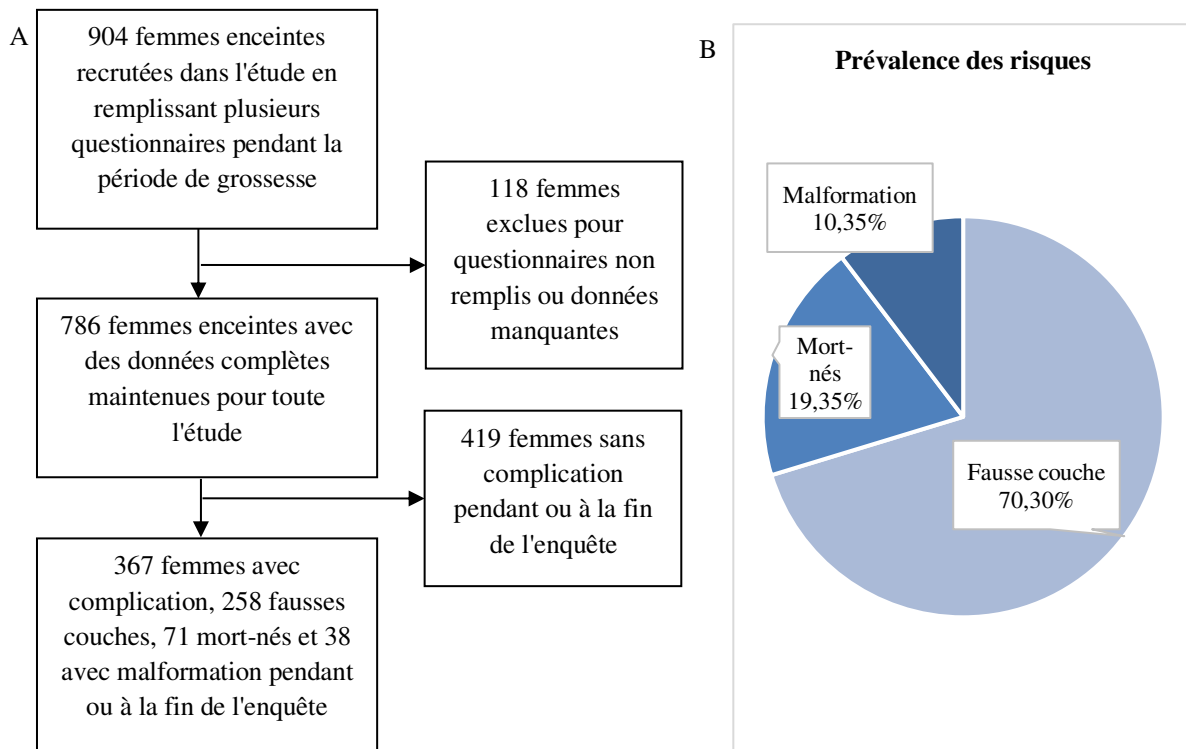 A
904 femmes enceintes
recrutées dans l'étude en
remplissant plusieurs
questionnaires pendant la
période de grossesse
118 femmes
exclues pour
questionnaires non
remplis ou données
manquantes
786 femmes enceintes avec
des données complètes
maintenues pour toute
l'étude
419 femmes sans
complication
pendant ou à la fin
de l'enquête
367 femmes avec
complication, 258 fausses
couches, 71 mort-nés et 38
avec malformation pendant
ou à la fin de l'enquête
B
Prévalence des risques
Malformation
10,35%
Mort-
nés
19,35%
Fausse couche
70,30%